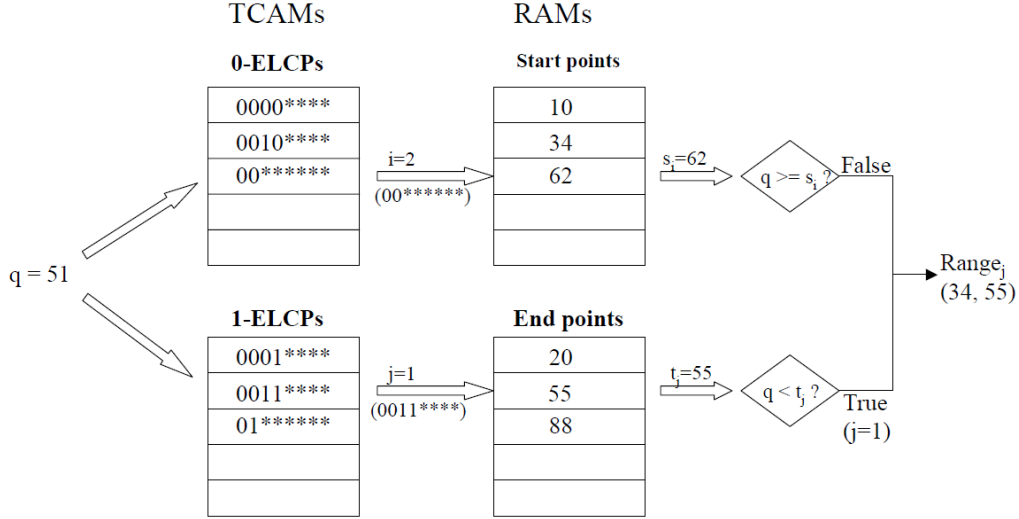 TCAMs
RAMs
0-ELCPs
Start points
0000****
10
0010****
34
i=2
s_i=62
False
00******
62
q >= s_i ?
(00******)
q = 51
Range_j
(34, 55)
1-ELCPs
End points
0001****
20
j=1
t_j=55
0011****
55
q < t_j ?
(0011****)
True
01******
88
(j=1)